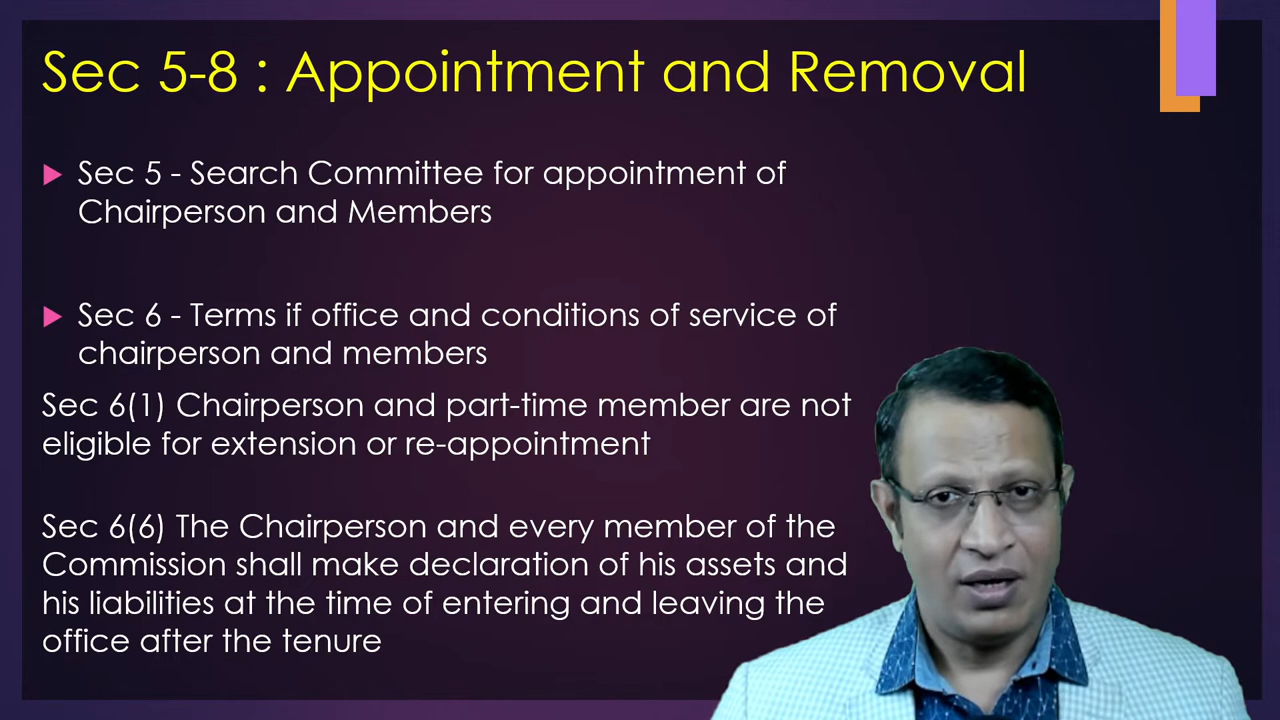 Sec 5-8 : Appointment and Removal
Sec 5 - Search Committee for appointment of
Chairperson and Members
Sec 6 - Terms if office and conditions of service of
chairperson and members
Sec 6(1) Chairperson and part-time member are not
eligible for extension or re-appointment
Sec 6(6) The Chairperson and every member of the
Commission shall make declaration of his assets and
his liabilities at the time of entering and leaving the
office after the tenure